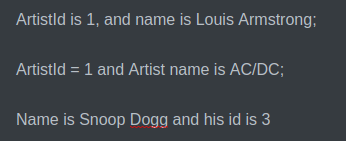 ArtistId is 1, and name is Louis Armstrong;
ArtistId = 1 and Artist name is AC/DC;
Name is Snoop Dogg and his id is 3